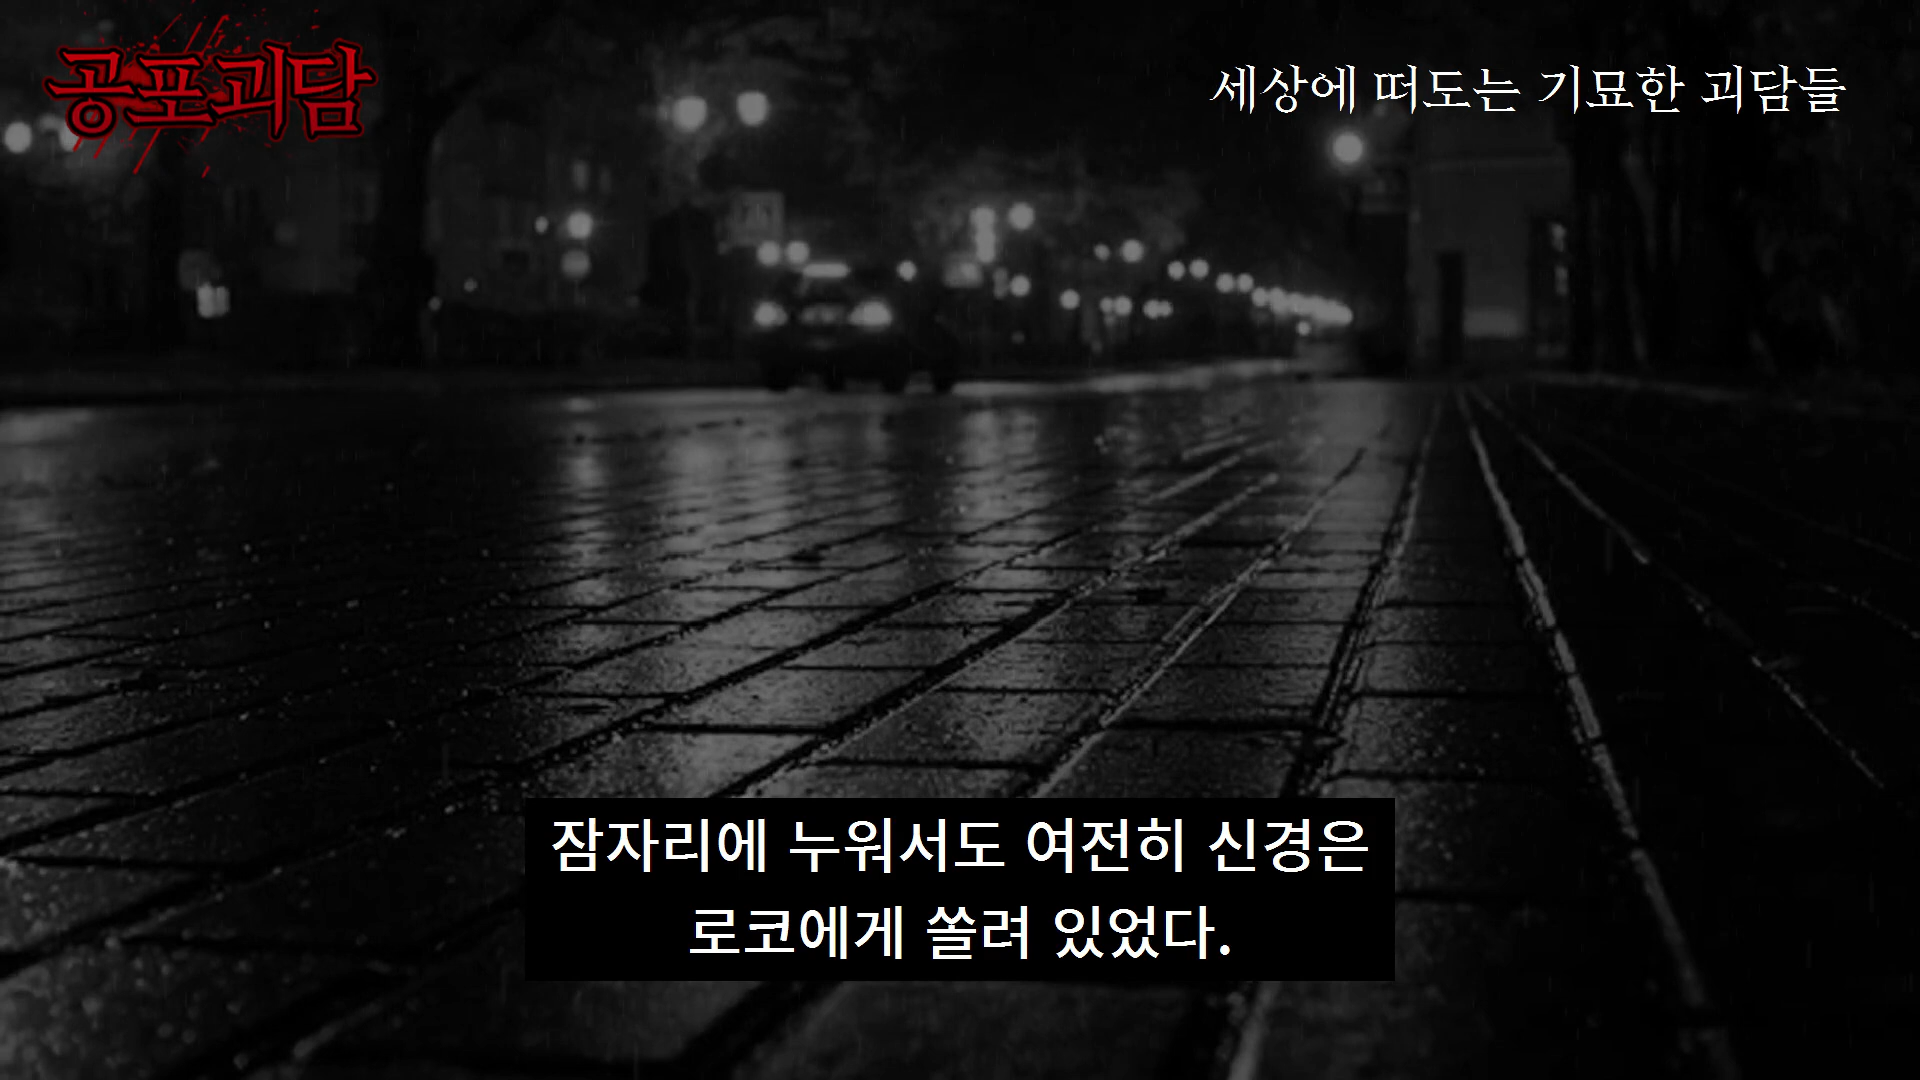 공포괴담
세상에 떠도는 기묘한 괴담들
잠자리에 누워서도 여전히 신경은
로코에게 쏠려 있었다.